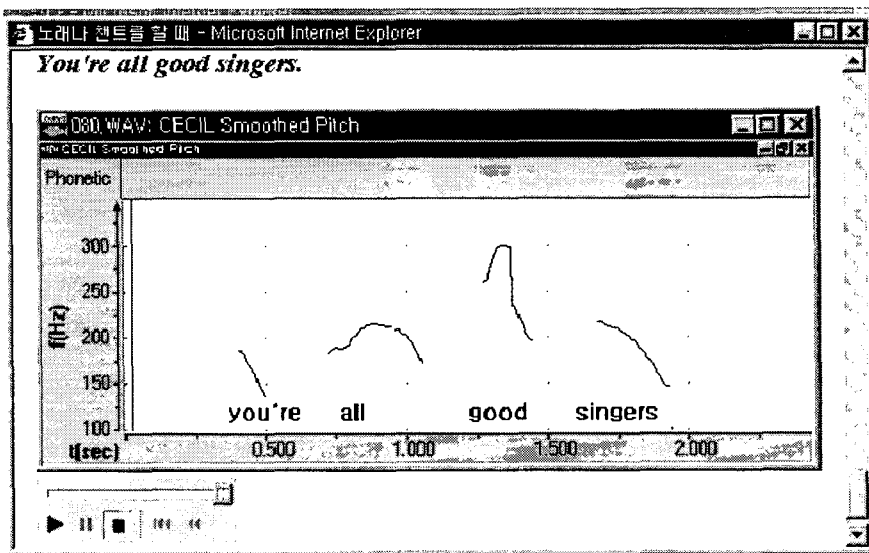 노래나 챈트를 할 때 - Microsoft Internet Explorer
You're all good singers.
080.WAV: CECIL Smoothed Pitch
CECIL Smoothed Pitch
Phonetic
300
250
200
150
100
f(Hz)
you're all good singers
t(sec) 0.500 1.000 1.500 2.000